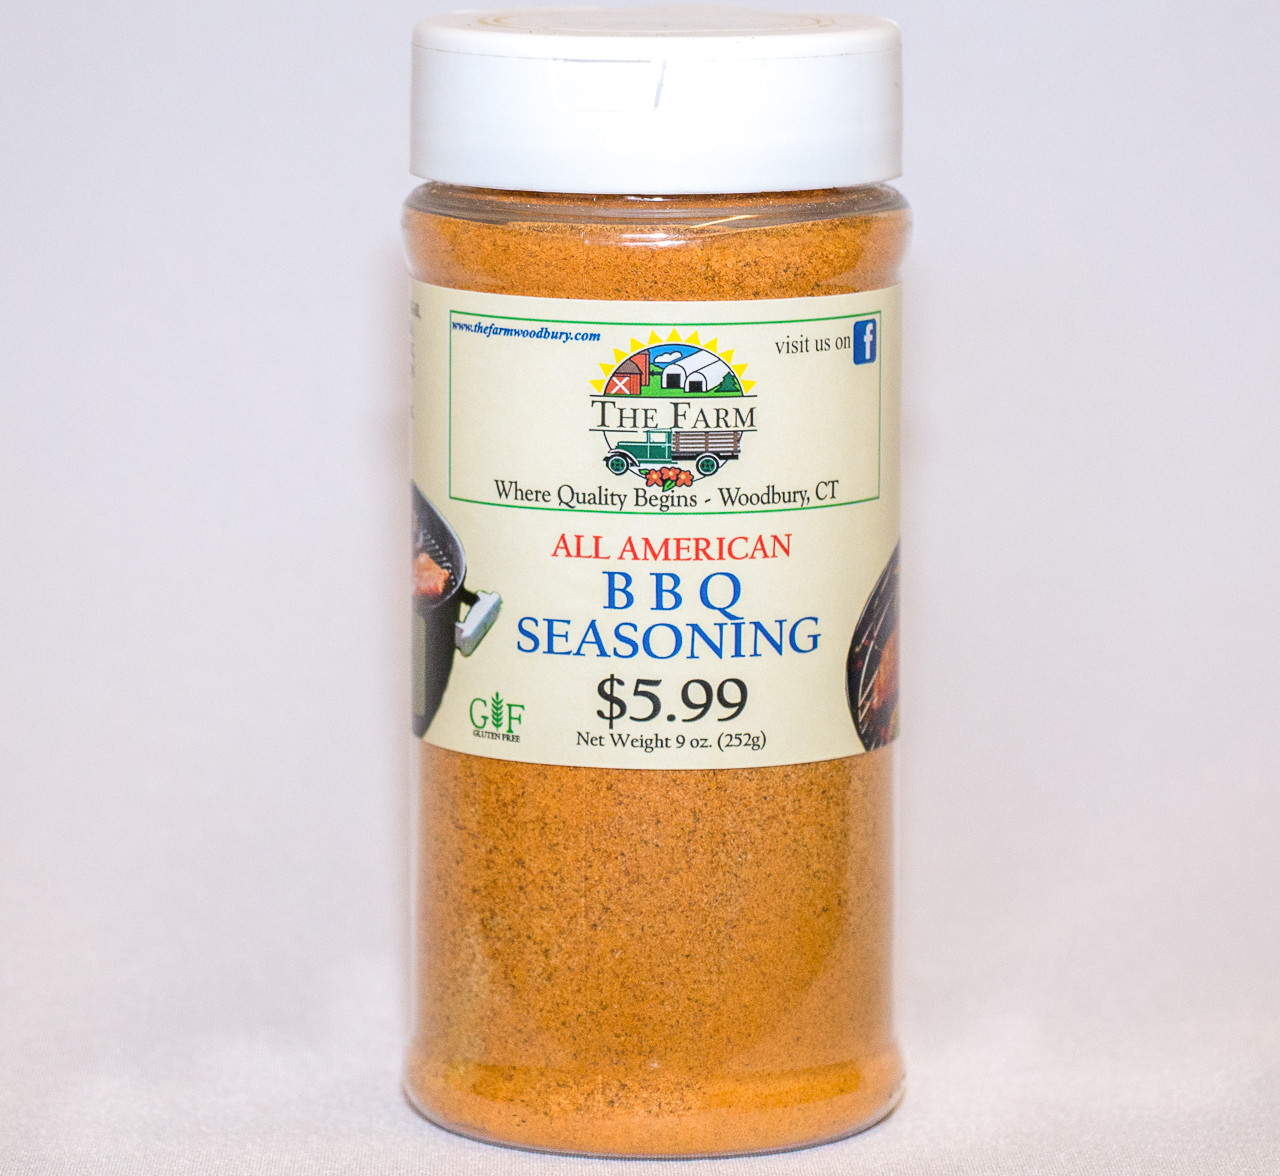 www.thefarmwoodbury.com
visit us on f
THE FARM
Where Quality Begins - Woodbury, CT
ALL AMERICAN
BBQ
SEASONING
$5.99
Net Weight 9 oz. (252g)
GF
GLUTEN FREE